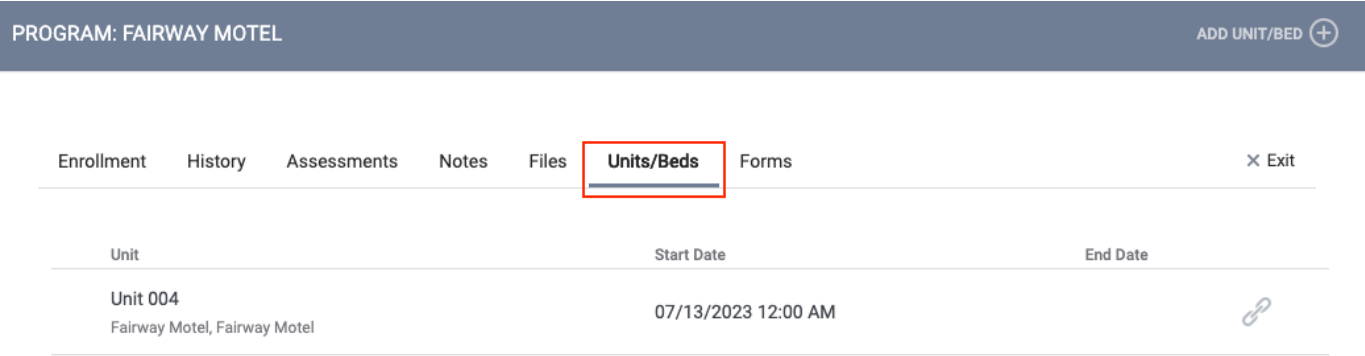 PROGRAM: FAIRWAY MOTEL ADD UNIT/BED
Enrollment History Assessments Notes Files Units/Beds Forms Exit
Unit Start Date End Date
Unit 004 07/13/2023 12:00 AM
Fairway Motel, Fairway Motel